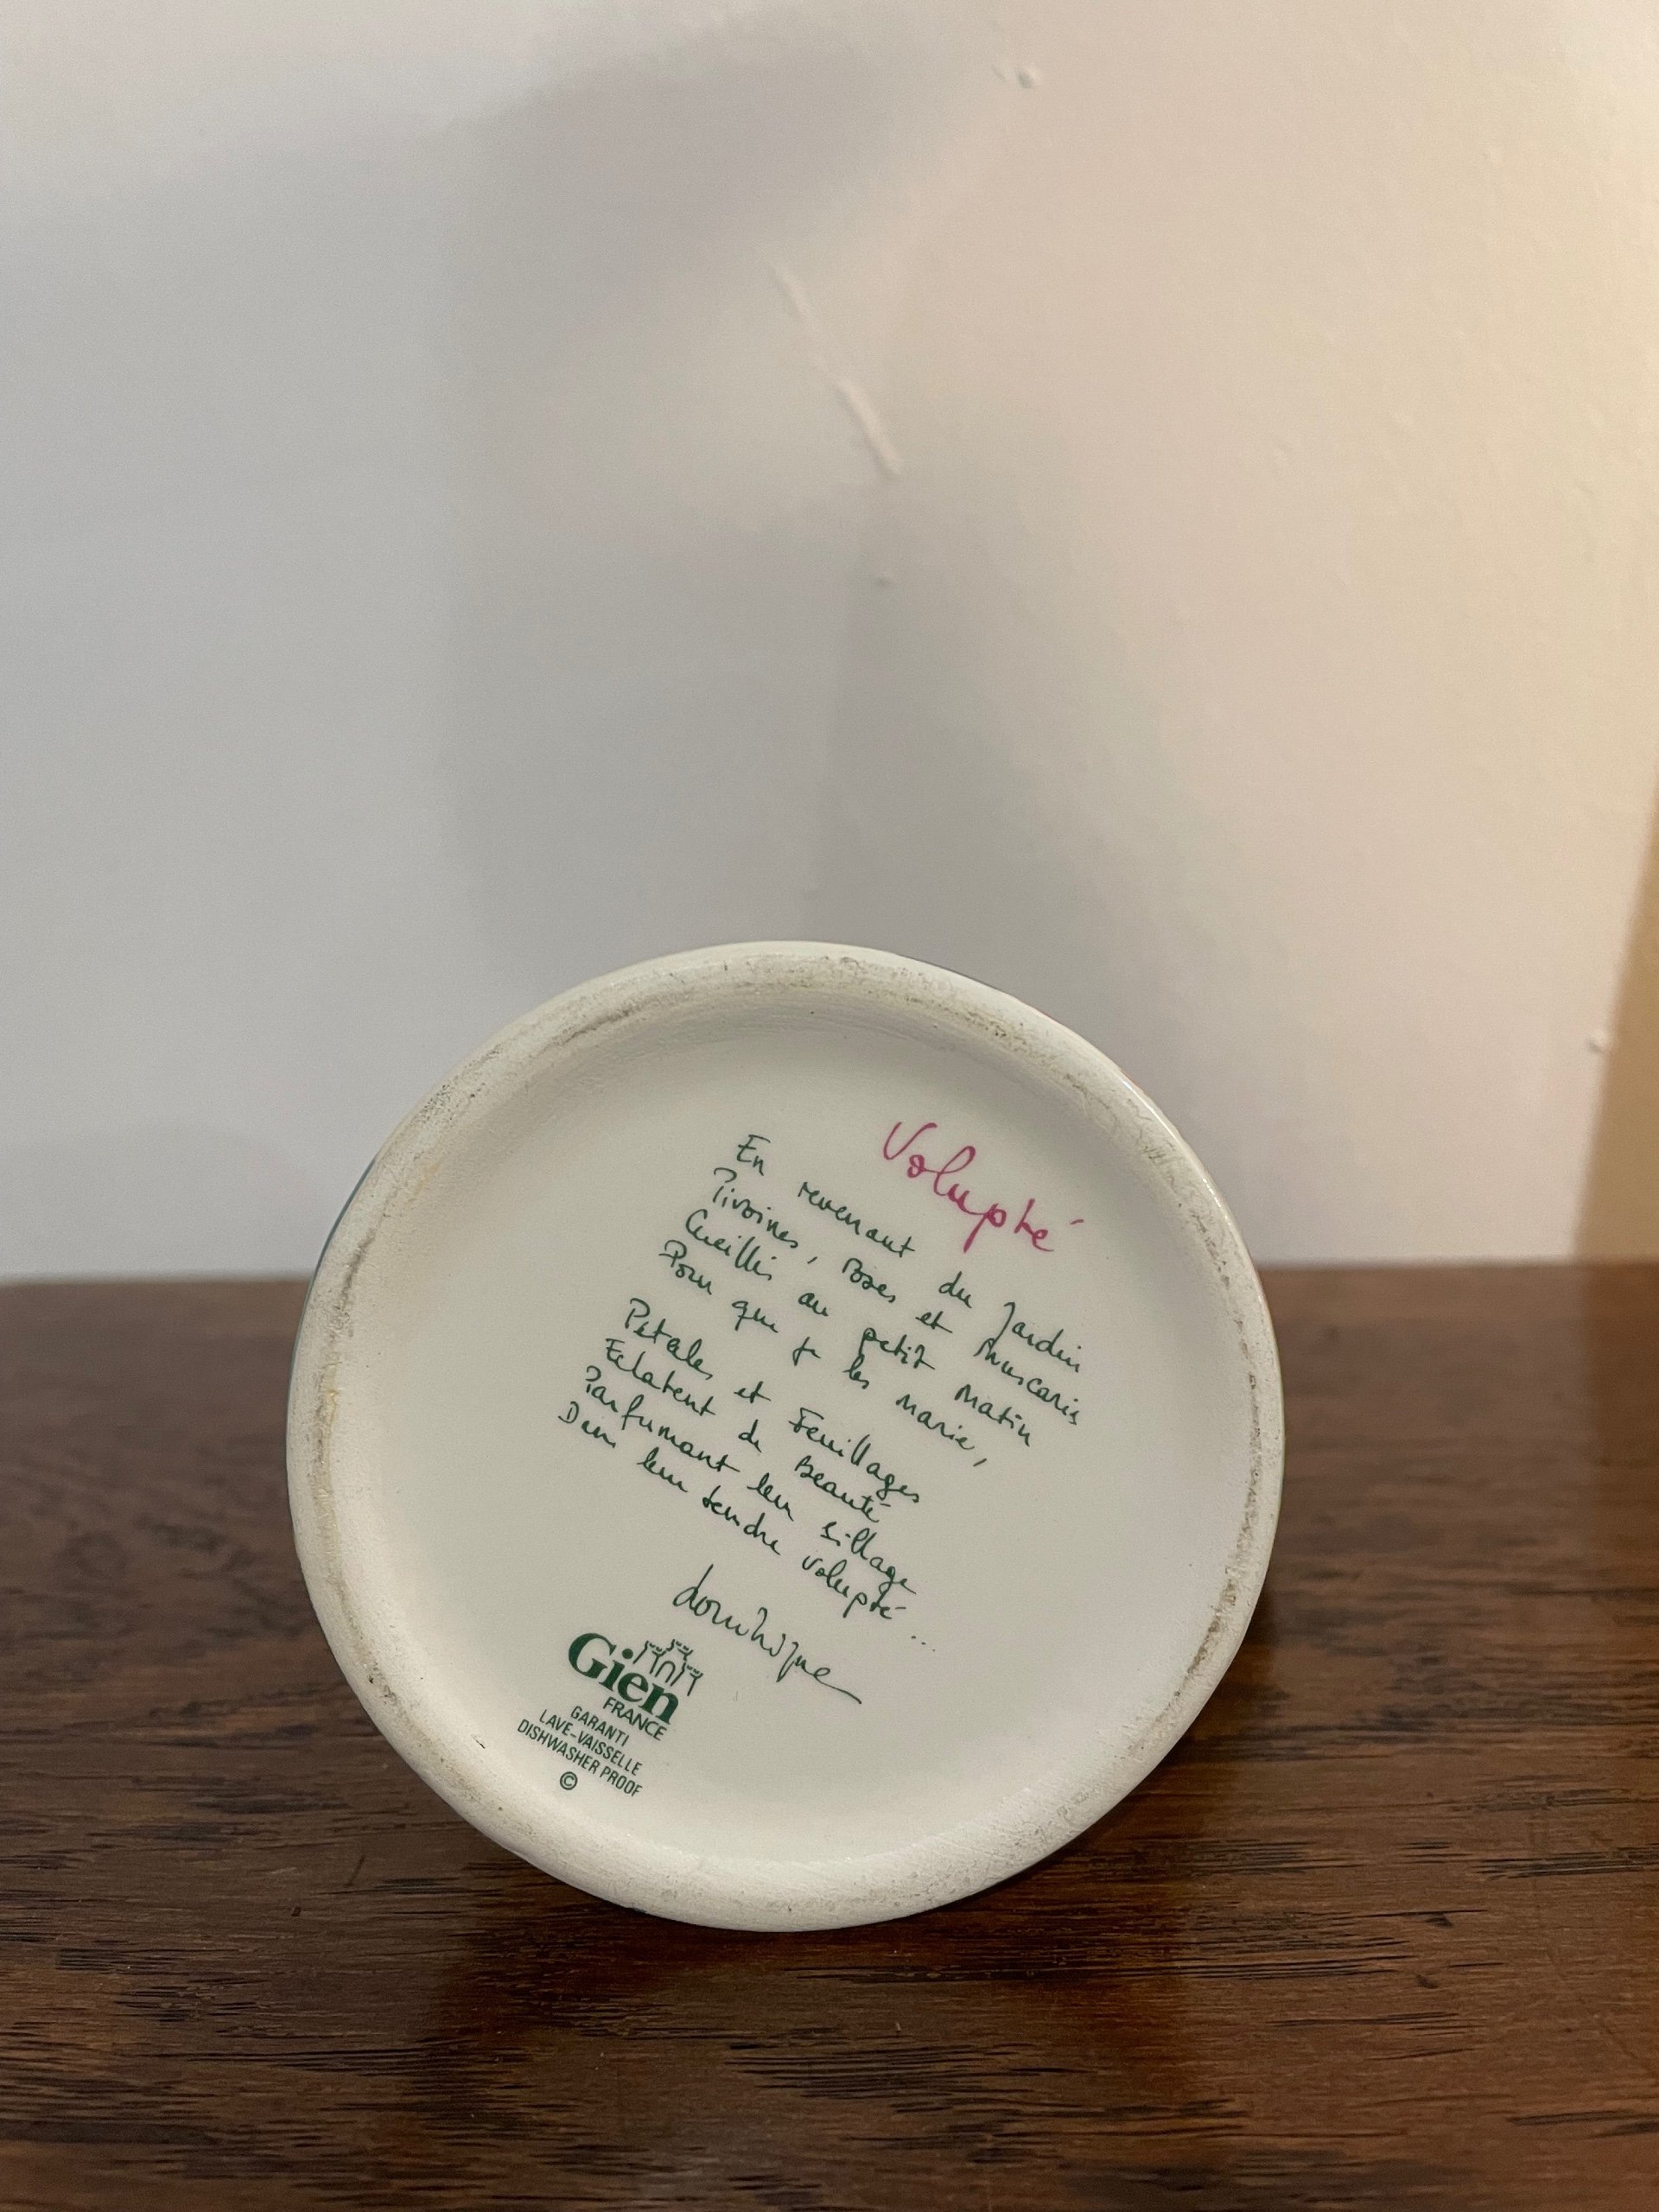 Volupté
En revenant du Jardin
Pivoines, Roses et Muscaris
Cueillis au petit Matin
Pour que je les Marie,
Pétales et Feuillages
Eclatent de Beauté
Parfumant leur Sillage
De leur tendre Volupté...
dominique
Gien
FRANCE
GARANTI
LAVE-VAISSELLE
DISHWASHER PROOF
©